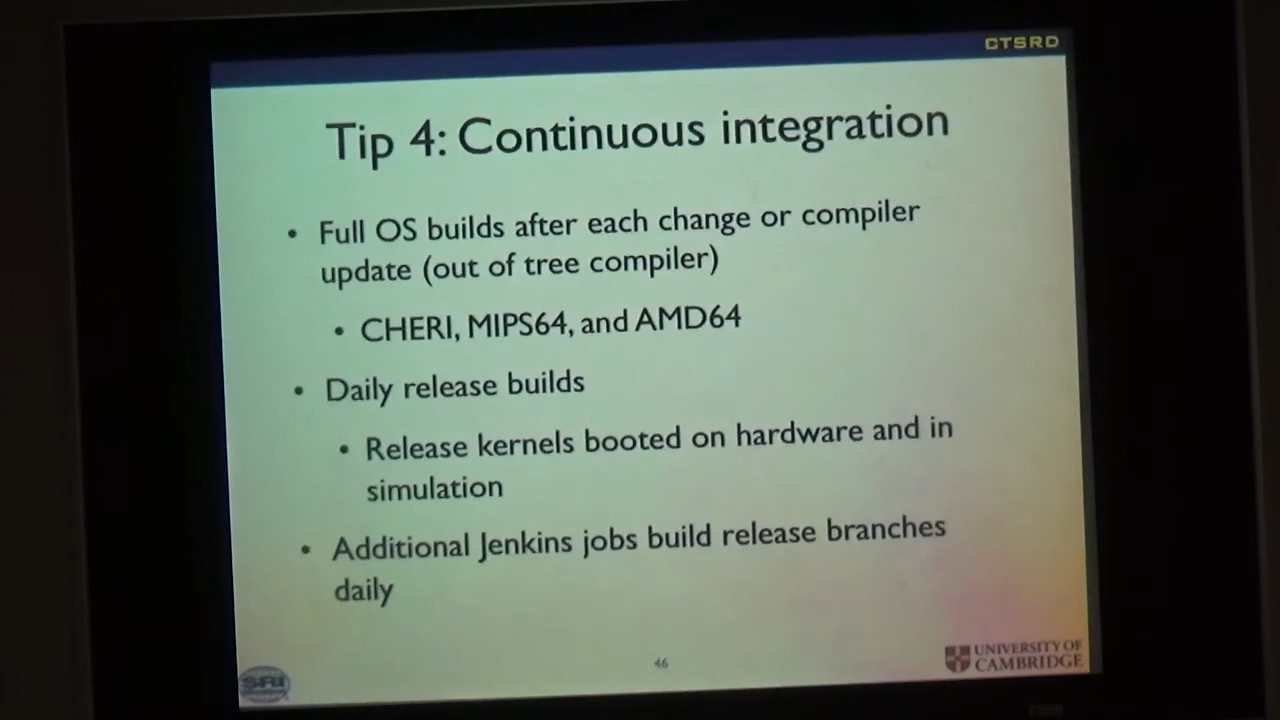 CTSRD
Tip 4: Continuous integration
• Full OS builds after each change or compiler
update (out of tree compiler)
• CHERI, MIPS64, and AMD64
• Daily release builds
• Release kernels booted on hardware and in
simulation
• Additional Jenkins jobs build release branches
daily
SRI
46
UNIVERSITY OF
CAMBRIDGE